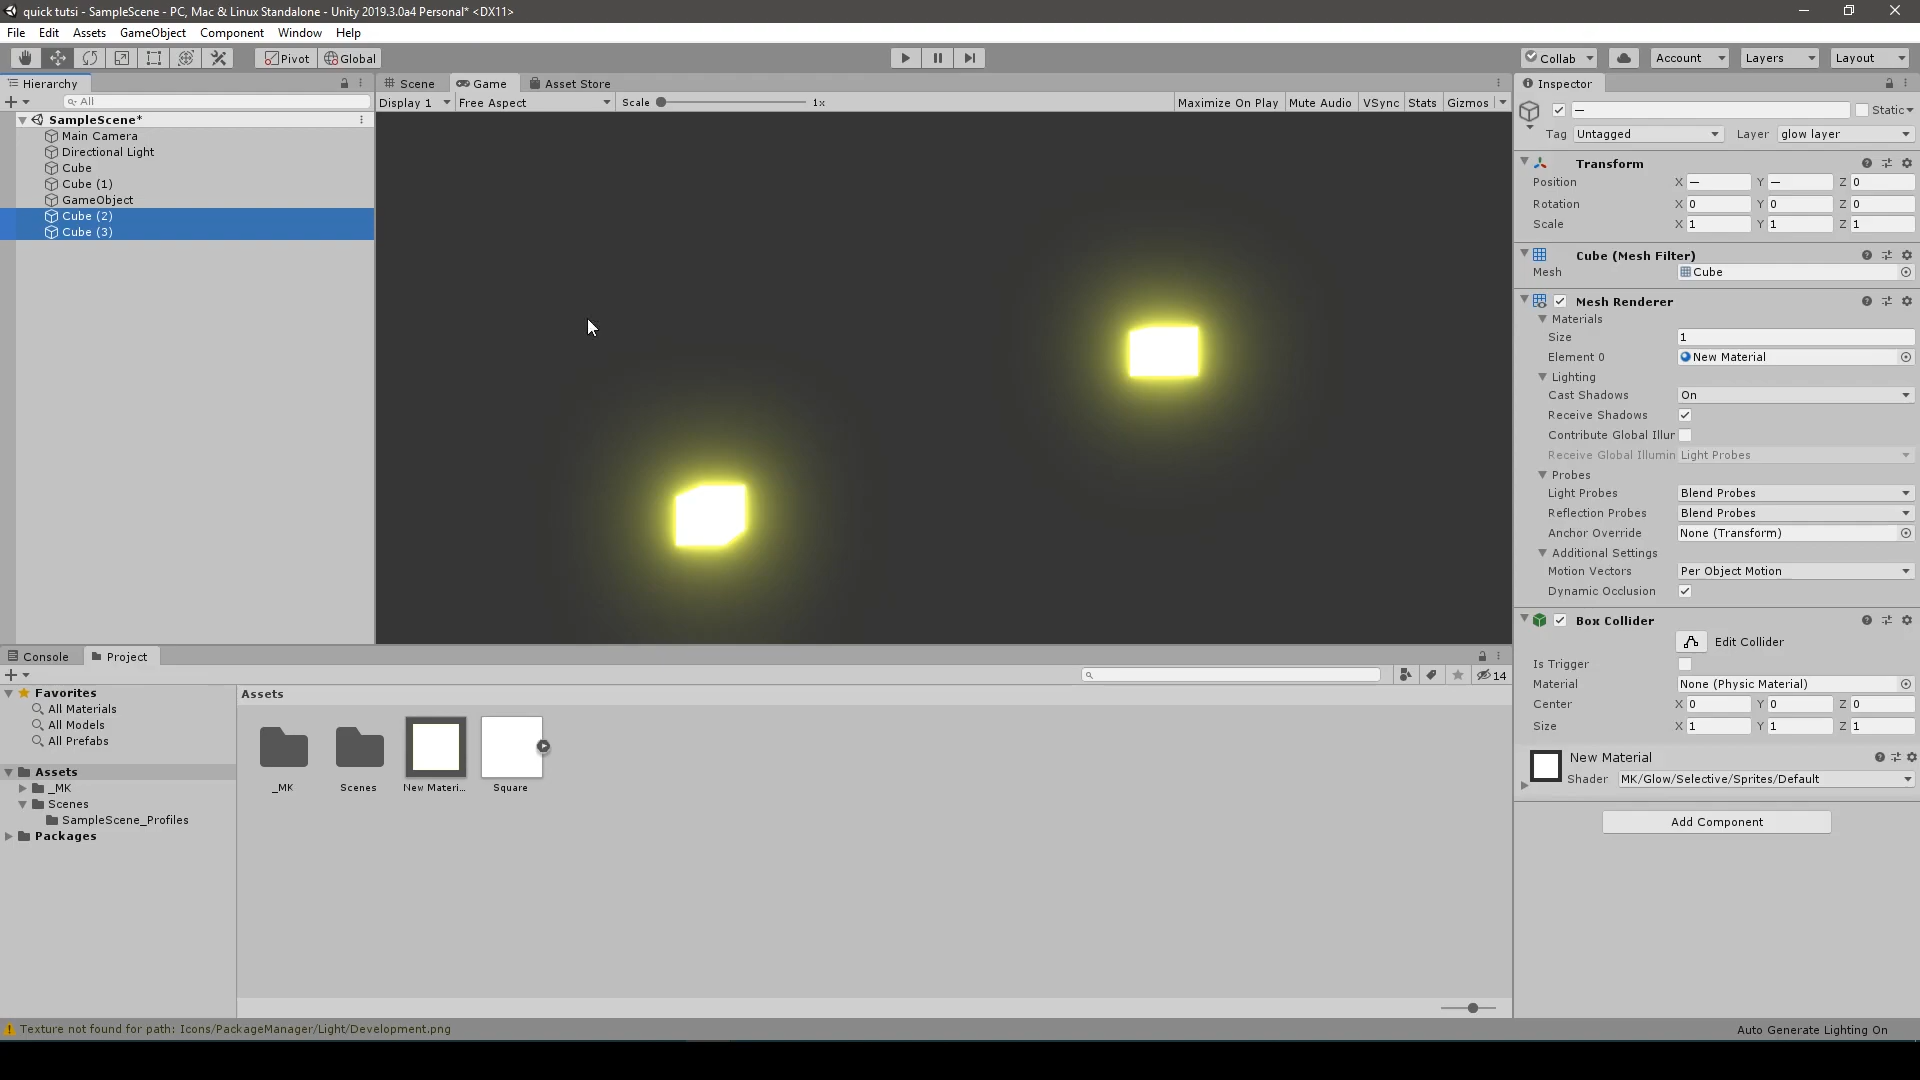 quick tutsi - SampleScene - PC, Mac & Linux Standalone - Unity 2019.3.0a4 Personal* <DX11>
File Edit Assets GameObject Component Window Help
Pivot Global Collab Account Layers Layout
Hierarchy Scene Game Asset Store Inspector
All Display 1 Free Aspect Scale 1x Maximize On Play Mute Audio VSync Stats Gizmos
— Static
SampleScene*
Main Camera
Directional Light
Cube
Cube (1)
GameObject
Cube (2)
Cube (3)
Tag Untagged Layer glow layer
Transform
Position X — Y — Z 0
Rotation X 0 Y 0 Z 0
Scale X 1 Y 1 Z 1
Cube (Mesh Filter)
Mesh Cube
Mesh Renderer
Materials
Size 1
Element 0 New Material
Lighting
Cast Shadows On
Receive Shadows
Contribute Global Illur
Receive Global Illumin Light Probes
Probes
Light Probes Blend Probes
Reflection Probes Blend Probes
Anchor Override None (Transform)
Additional Settings
Motion Vectors Per Object Motion
Dynamic Occlusion
Box Collider
Edit Collider
Is Trigger
Material None (Physic Material)
Center X 0 Y 0 Z 0
Size X 1 Y 1 Z 1
New Material
Shader MK/Glow/Selective/Sprites/Default
Add Component
Console Project
14
Favorites
All Materials
All Models
All Prefabs
Assets
_MK
Scenes
SampleScene_Profiles
Packages
Assets
_MK Scenes New Materi... Square
Texture not found for path: Icons/PackageManager/Light/Development.png
Auto Generate Lighting On